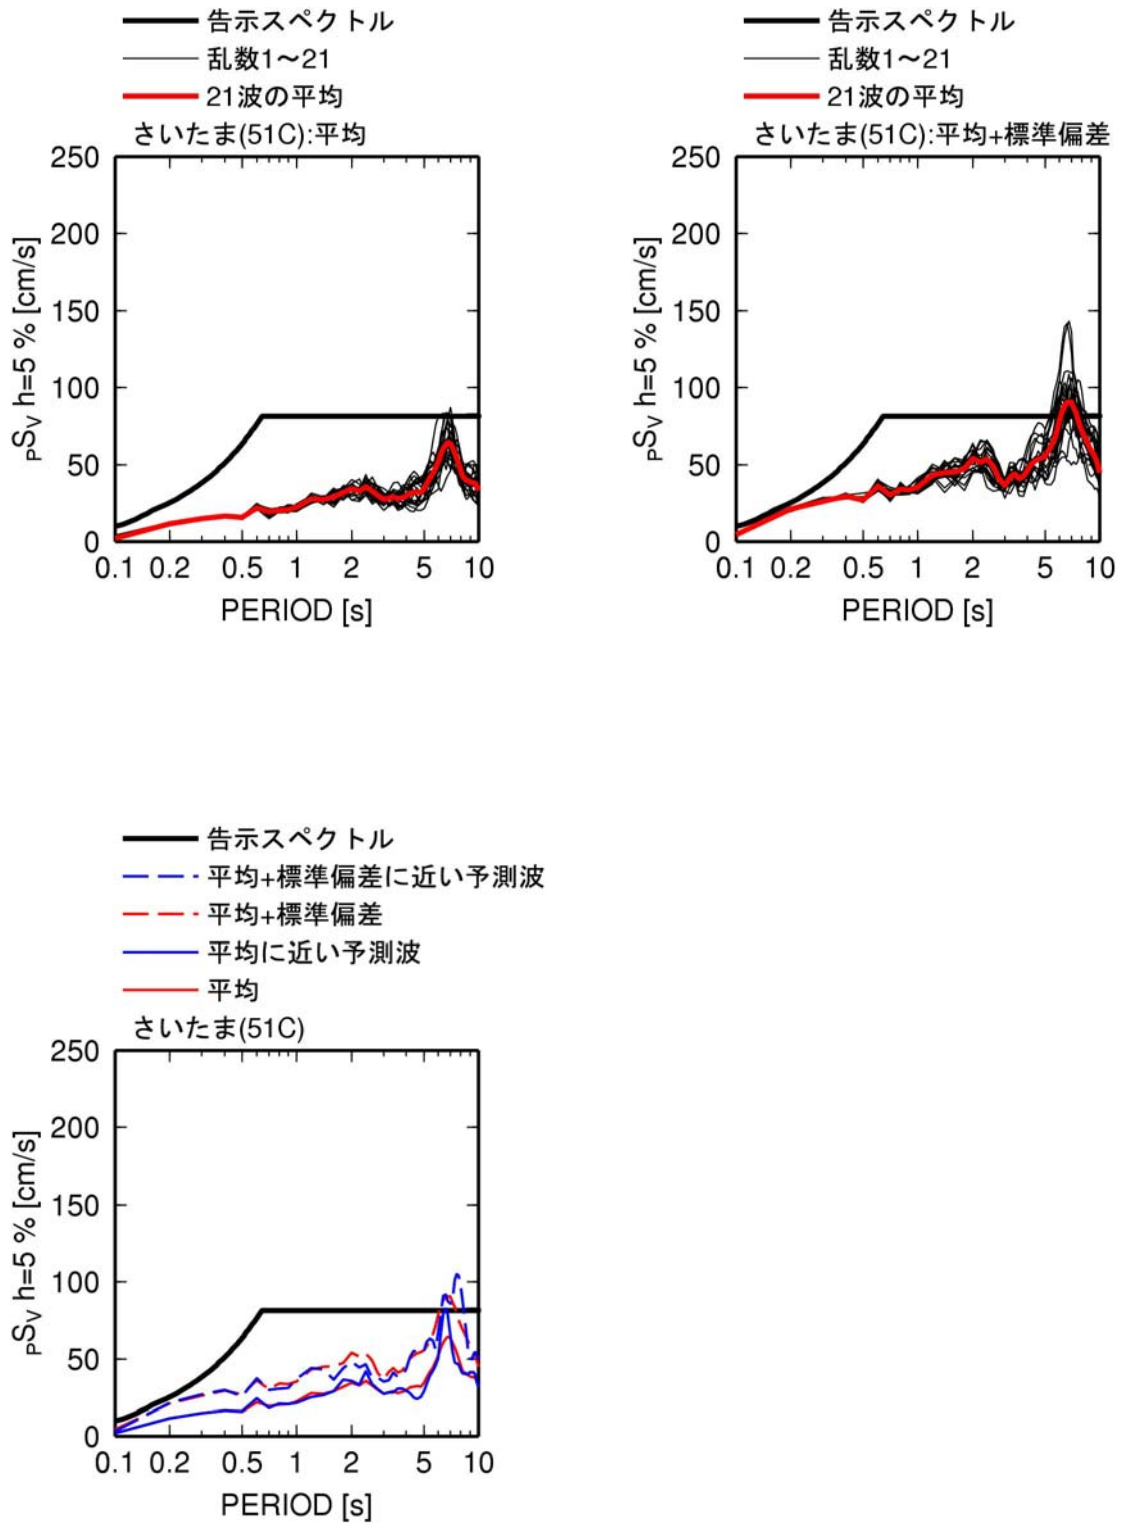 告示スペクトル
乱数1～21
21波の平均
さいたま(51C):平均
250
200
150
100
50
0
PSV h=5 % [cm/s]
0.1 0.2 0.5 1 2 5 10
PERIOD [s]
告示スペクトル
乱数1～21
21波の平均
さいたま(51C):平均+標準偏差
250
200
150
100
50
0
PSV h=5 % [cm/s]
0.1 0.2 0.5 1 2 5 10
PERIOD [s]
告示スペクトル
平均+標準偏差に近い予測波
平均+標準偏差
平均に近い予測波
平均
さいたま(51C)
250
200
150
100
50
0
PSV h=5 % [cm/s]
0.1 0.2 0.5 1 2 5 10
PERIOD [s]